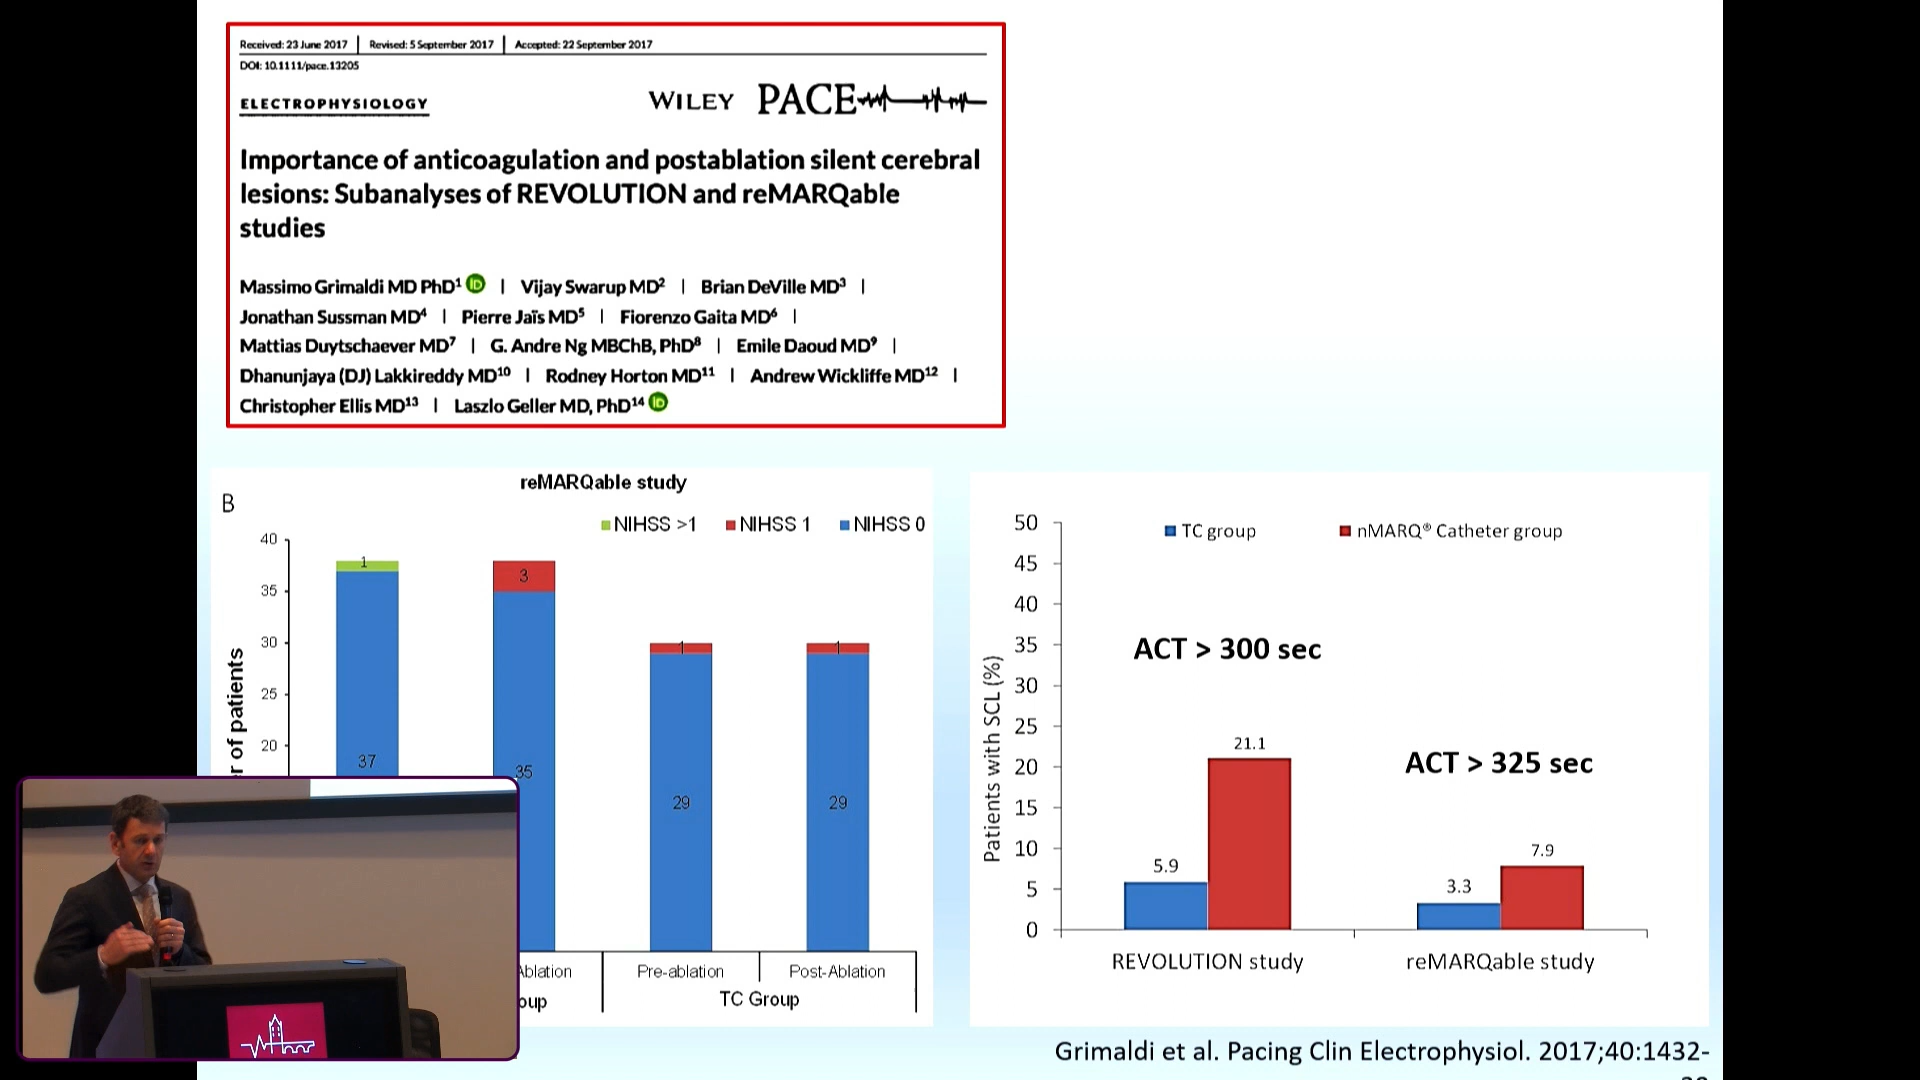 Received: 23 June 2017 | Revised: 5 September 2017 | Accepted: 22 September 2017
DOI: 10.1111/pace.13205
ELECTROPHYSIOLOGY
WILEY PACE
Importance of anticoagulation and postablation silent cerebral
lesions: Subanalyses of REVOLUTION and reMARQable
studies
Massimo Grimaldi MD PhD¹ iD | Vijay Swarup MD² | Brian DeVille MD³ |
Jonathan Sussman MD⁴ | Pierre Jaïs MD⁵ | Fiorenzo Gaita MD⁶ |
Mattias Duytschaever MD⁷ | G. Andre Ng MBChB, PhD⁸ | Emile Daoud MD⁹ |
Dhanunjaya (DJ) Lakkireddy MD¹⁰ | Rodney Horton MD¹¹ | Andrew Wickliffe MD¹² |
Christopher Ellis MD¹³ | Laszlo Geller MD, PhD¹⁴ iD
reMARQable study
B
NIHSS >1 NIHSS 1 NIHSS 0
40
35
30
25
20
er of patients
1
37
3
35
1
29
1
29
Ablation
Pre-ablation
Post-Ablation
oup
TC Group
50
45
40
35
30
25
20
15
10
5
0
Patients with SCL (%)
TC group nMARQ® Catheter group
ACT > 300 sec
ACT > 325 sec
5.9
21.1
3.3
7.9
REVOLUTION study
reMARQable study
Grimaldi et al. Pacing Clin Electrophysiol. 2017;40:1432-